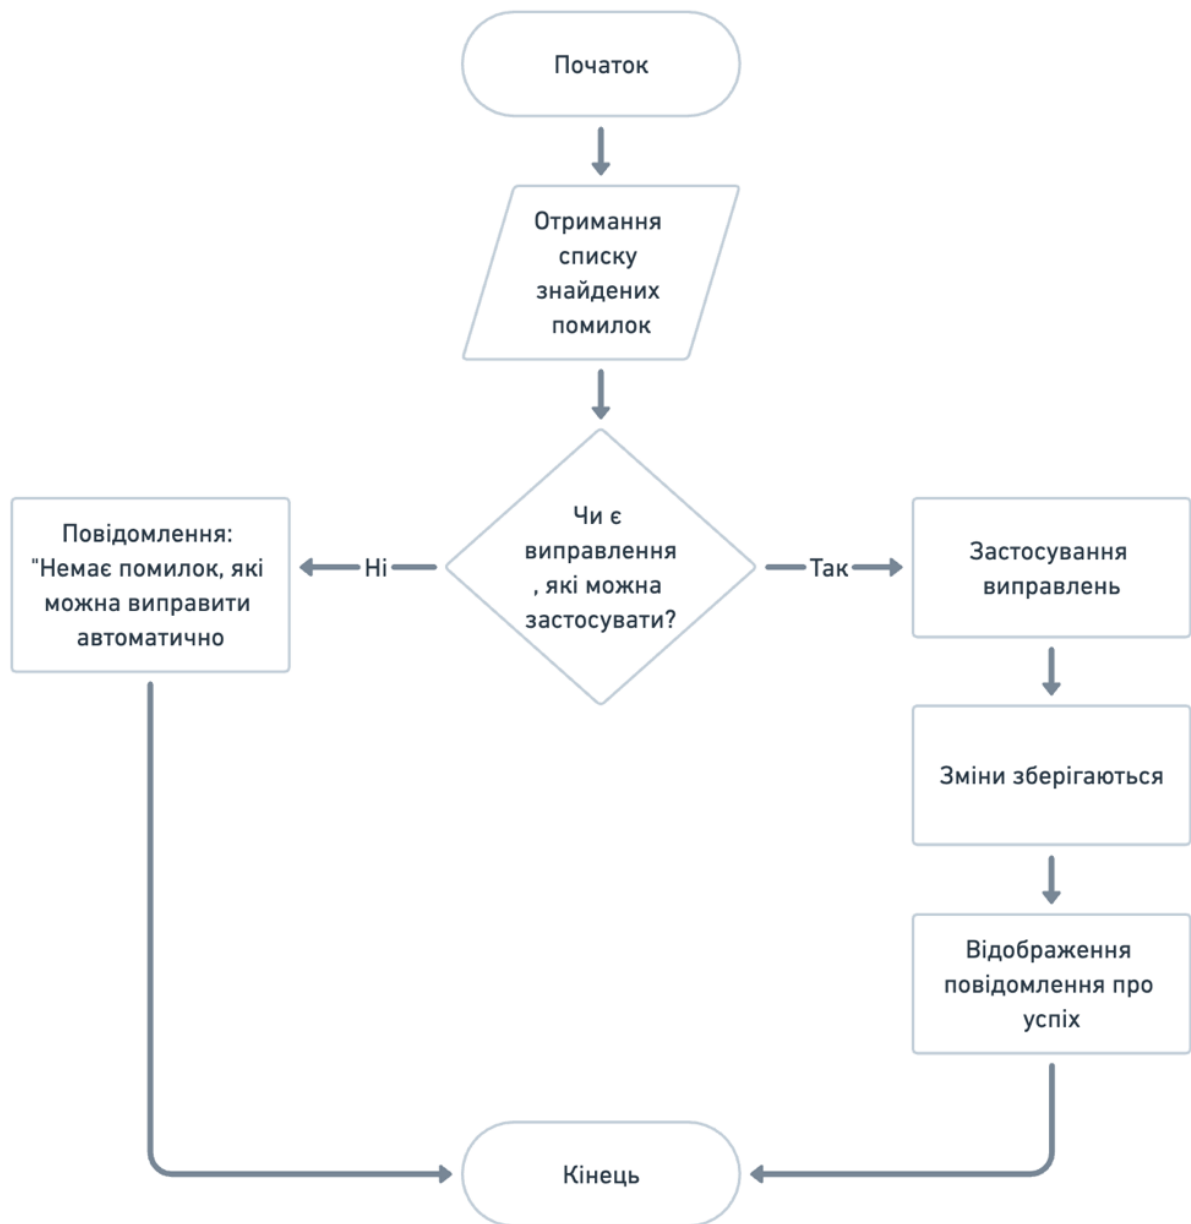 Початок
Отримання
списку
знайдених
помилок
Чи є
виправлення
, які можна
застосувати?
Ні
Так
Повідомлення:
"Немає помилок, які
можна виправити
автоматично
Застосування
виправлень
Зміни зберігаються
Відображення
повідомлення про
успіх
Кінець